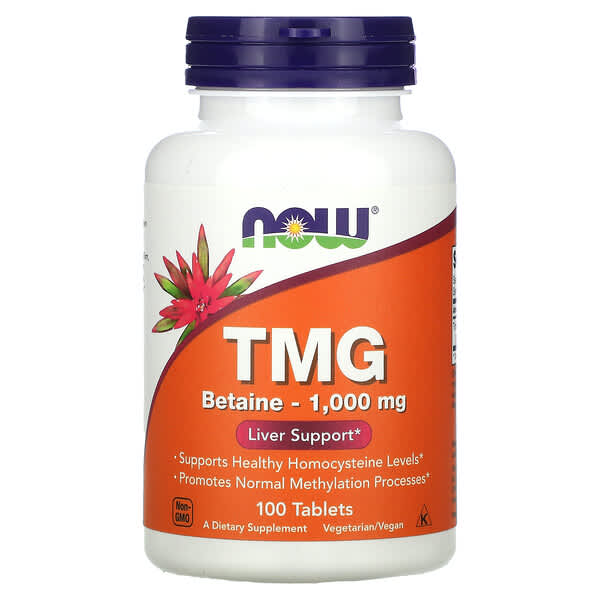 NOW®
TMG
Betaine - 1,000 mg
Liver Support*
• Supports Healthy Homocysteine Levels*
• Promotes Normal Methylation Processes*
100 Tablets
Non-
GMO
A Dietary Supplement Vegetarian/Vegan
K